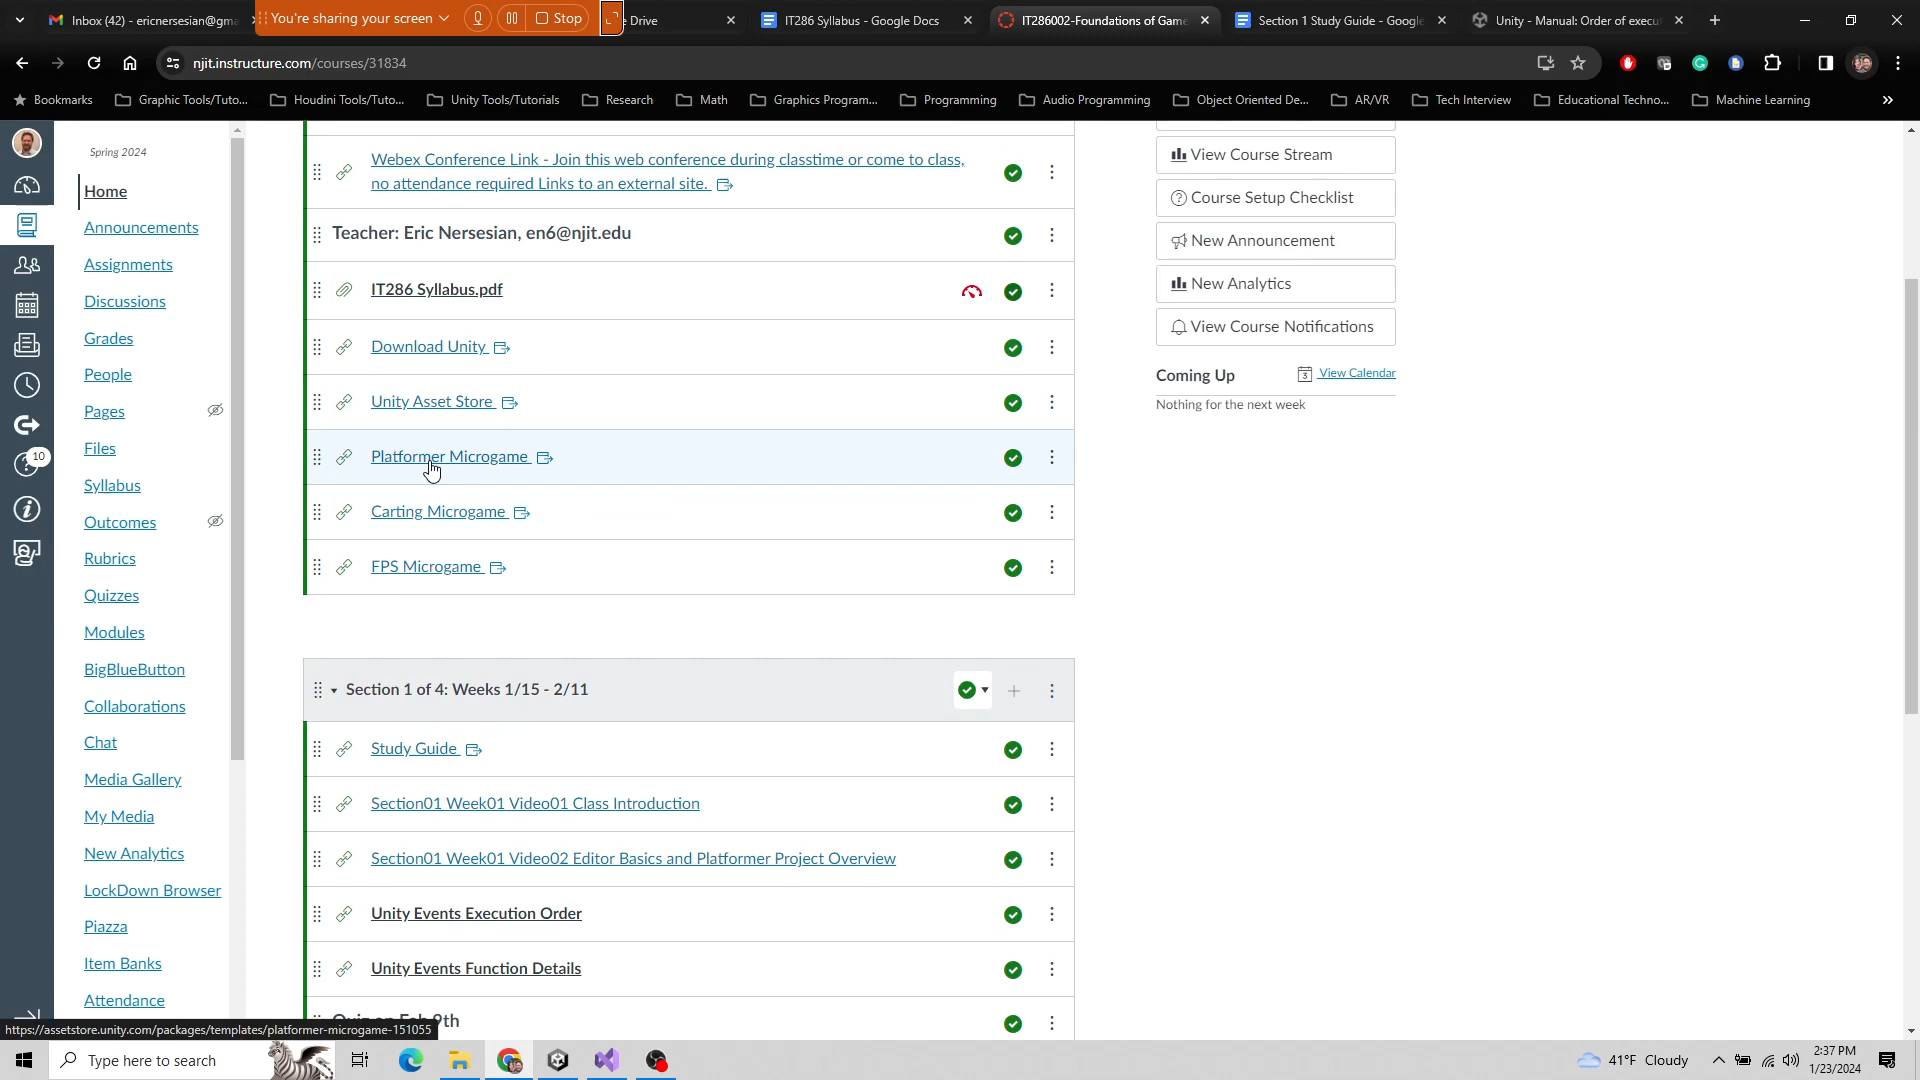 Inbox (42) - ericnersesian@gma
You're sharing your screen
Stop
e Drive
IT286 Syllabus - Google Docs
IT286002-Foundations of Game
Section 1 Study Guide - Google
Unity - Manual: Order of execut
njit.instructure.com/courses/31834
Bookmarks
Graphic Tools/Tuto...
Houdini Tools/Tuto...
Unity Tools/Tutorials
Research
Math
Graphics Program...
Programming
Audio Programming
Object Oriented De...
AR/VR
Tech Interview
Educational Techno...
Machine Learning
»
10
Spring 2024
Home
Announcements
Assignments
Discussions
Grades
People
Pages
Files
Syllabus
Outcomes
Rubrics
Quizzes
Modules
BigBlueButton
Collaborations
Chat
Media Gallery
My Media
New Analytics
LockDown Browser
Piazza
Item Banks
Attendance
Webex Conference Link - Join this web conference during classtime or come to class,
no attendance required Links to an external site.
Teacher: Eric Nersesian, en6@njit.edu
IT286 Syllabus.pdf
Download Unity
Unity Asset Store
Platformer Microgame
Carting Microgame
FPS Microgame
Section 1 of 4: Weeks 1/15 - 2/11
Study Guide
Section01 Week01 Video01 Class Introduction
Section01 Week01 Video02 Editor Basics and Platformer Project Overview
Unity Events Execution Order
Unity Events Function Details
Quiz on Feb 9th
View Course Stream
Course Setup Checklist
New Announcement
New Analytics
View Course Notifications
Coming Up
3
View Calendar
Nothing for the next week
https://assetstore.unity.com/packages/templates/platformer-microgame-151055
Type here to search
41°F Cloudy
2:37 PM
1/23/2024